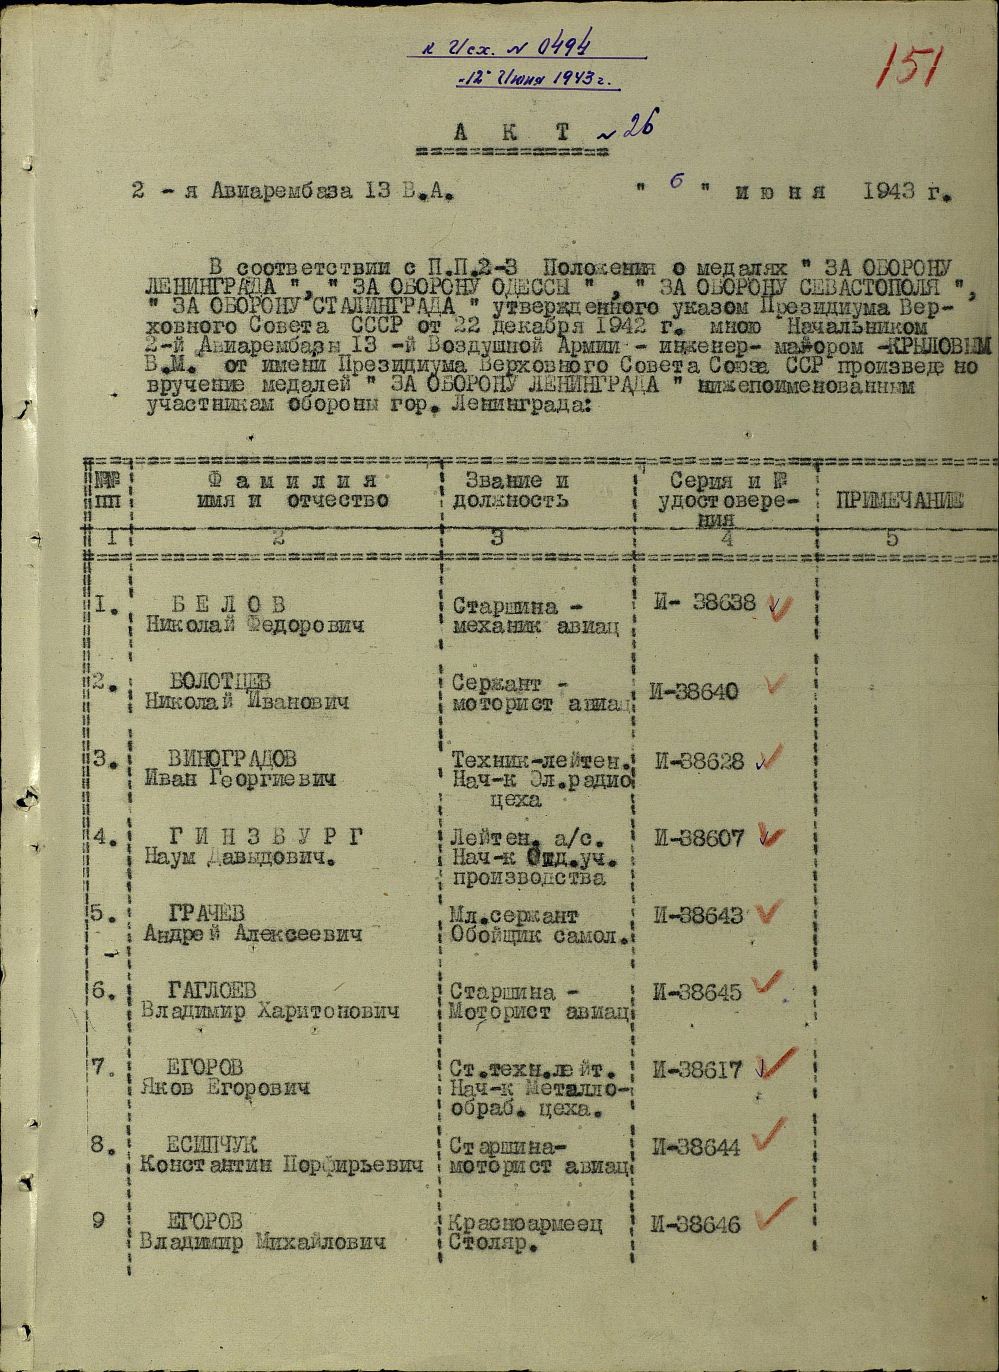 к Исх. № 0494
"12" Июня 1943 г.
151
А К Т № 26
2 - я Авиарембаза 13 В.А. " 6 " и ю н я 1943 г.
В соответствии с П.П.2-3 Положения о медалях " ЗА ОБОРОНУ
ЛЕНИНГРАДА ", " ЗА ОБОРОНУ ОДЕССЫ " , " ЗА ОБОРОНУ СЕВАСТОПОЛЯ ",
" ЗА ОБОРОНУ СТАЛИНГРАДА " утвержденного указом Президиума Вер-
ховного Совета СССР от 22 декабря 1942 г. мною Начальником
2-й Авиарембазы 13 -й Воздушной Армии - инженер- майором -КРЫЛОВЫМ
В.М. от имени Президиума Верховного Совета Союза ССР произведено
вручение медалей " ЗА ОБОРОНУ ЛЕНИНГРАДА " нижепоименованным
участникам обороны гор. Ленинграда:
№№ пп
Ф а м и л и я имя и отчество
Звание и должность
Серия и № удостовере- ния
ПРИМЕЧАНИЕ
1 2 3 4 5
1. Б Е Л О В Старшина - И- 38638
Николай Федорович механик авиац
2. БОЛОТЦЕВ Сержант - И-38640
Николай Иванович моторист авиац
3. ВИНОГРАДОВ Техник-лейтен. И-38628
Иван Георгиевич Нач-к Эл.радио
цеха
4. Г И Н З Б У Р Г Лейтен. а/с. И-38607
Наум Давыдович. Нач-к Отд.уч.
производства
5. ГРАЧЕВ Мл.сержант И-38643
Андрей Алексеевич Обойщик самол.
6. ГАГЛОЕВ Старшина - И-38645
Владимир Харитонович Моторист авиац
7. ЕГОРОВ Ст.техн.лейт. И-38617
Яков Егорович Нач-к Металло-
обраб. цеха.
8. ЕСИПЧУК Старшина- И-38644
Константин Порфирьевич моторист авиац
9 ЕГОРОВ Красноармеец И-38646
Владимир Михайлович Столяр.